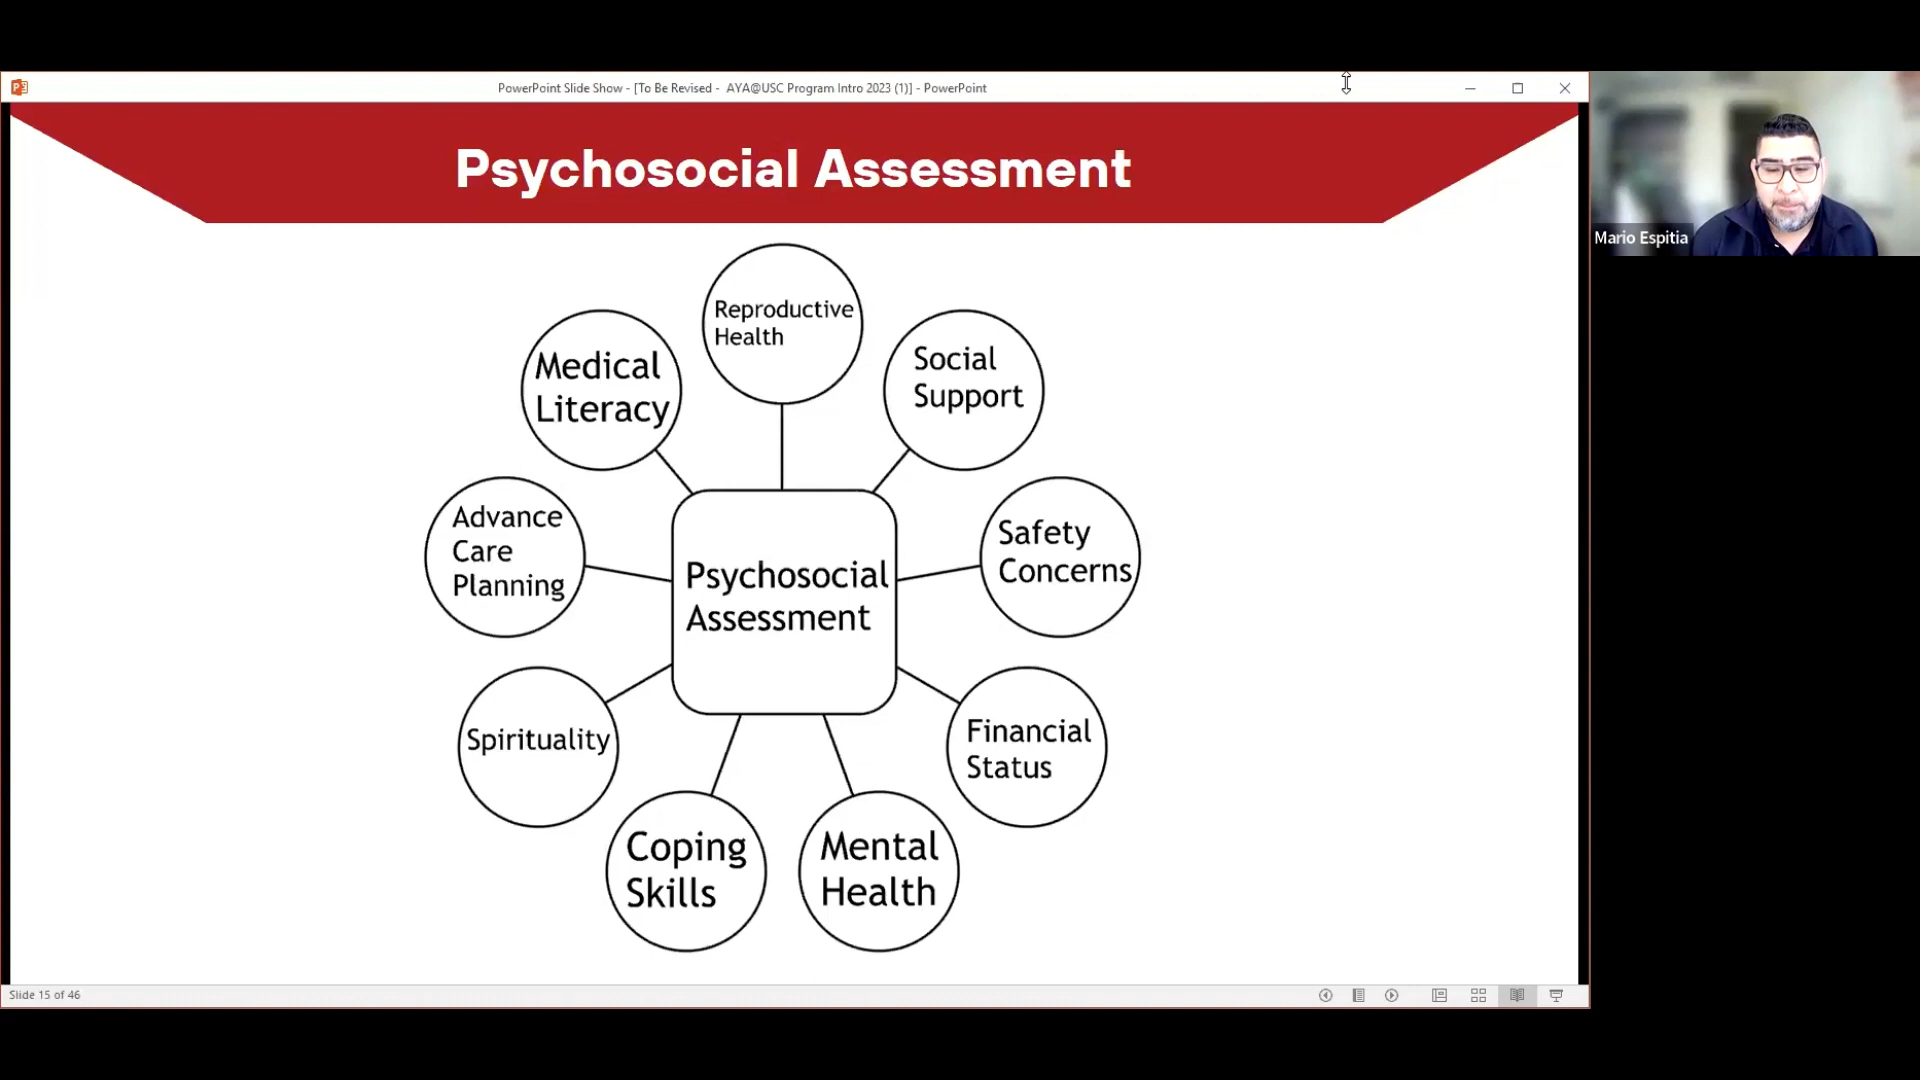 PowerPoint Slide Show - [To Be Revised -  AYA@USC Program Intro 2023 (1)] - PowerPoint
Psychosocial Assessment
Mario Espitia
Reproductive
Health
Medical
Literacy
Social
Support
Advance
Care
Planning
Safety
Concerns
Psychosocial
Assessment
Spirituality
Financial
Status
Coping
Skills
Mental
Health
Slide 15 of 46